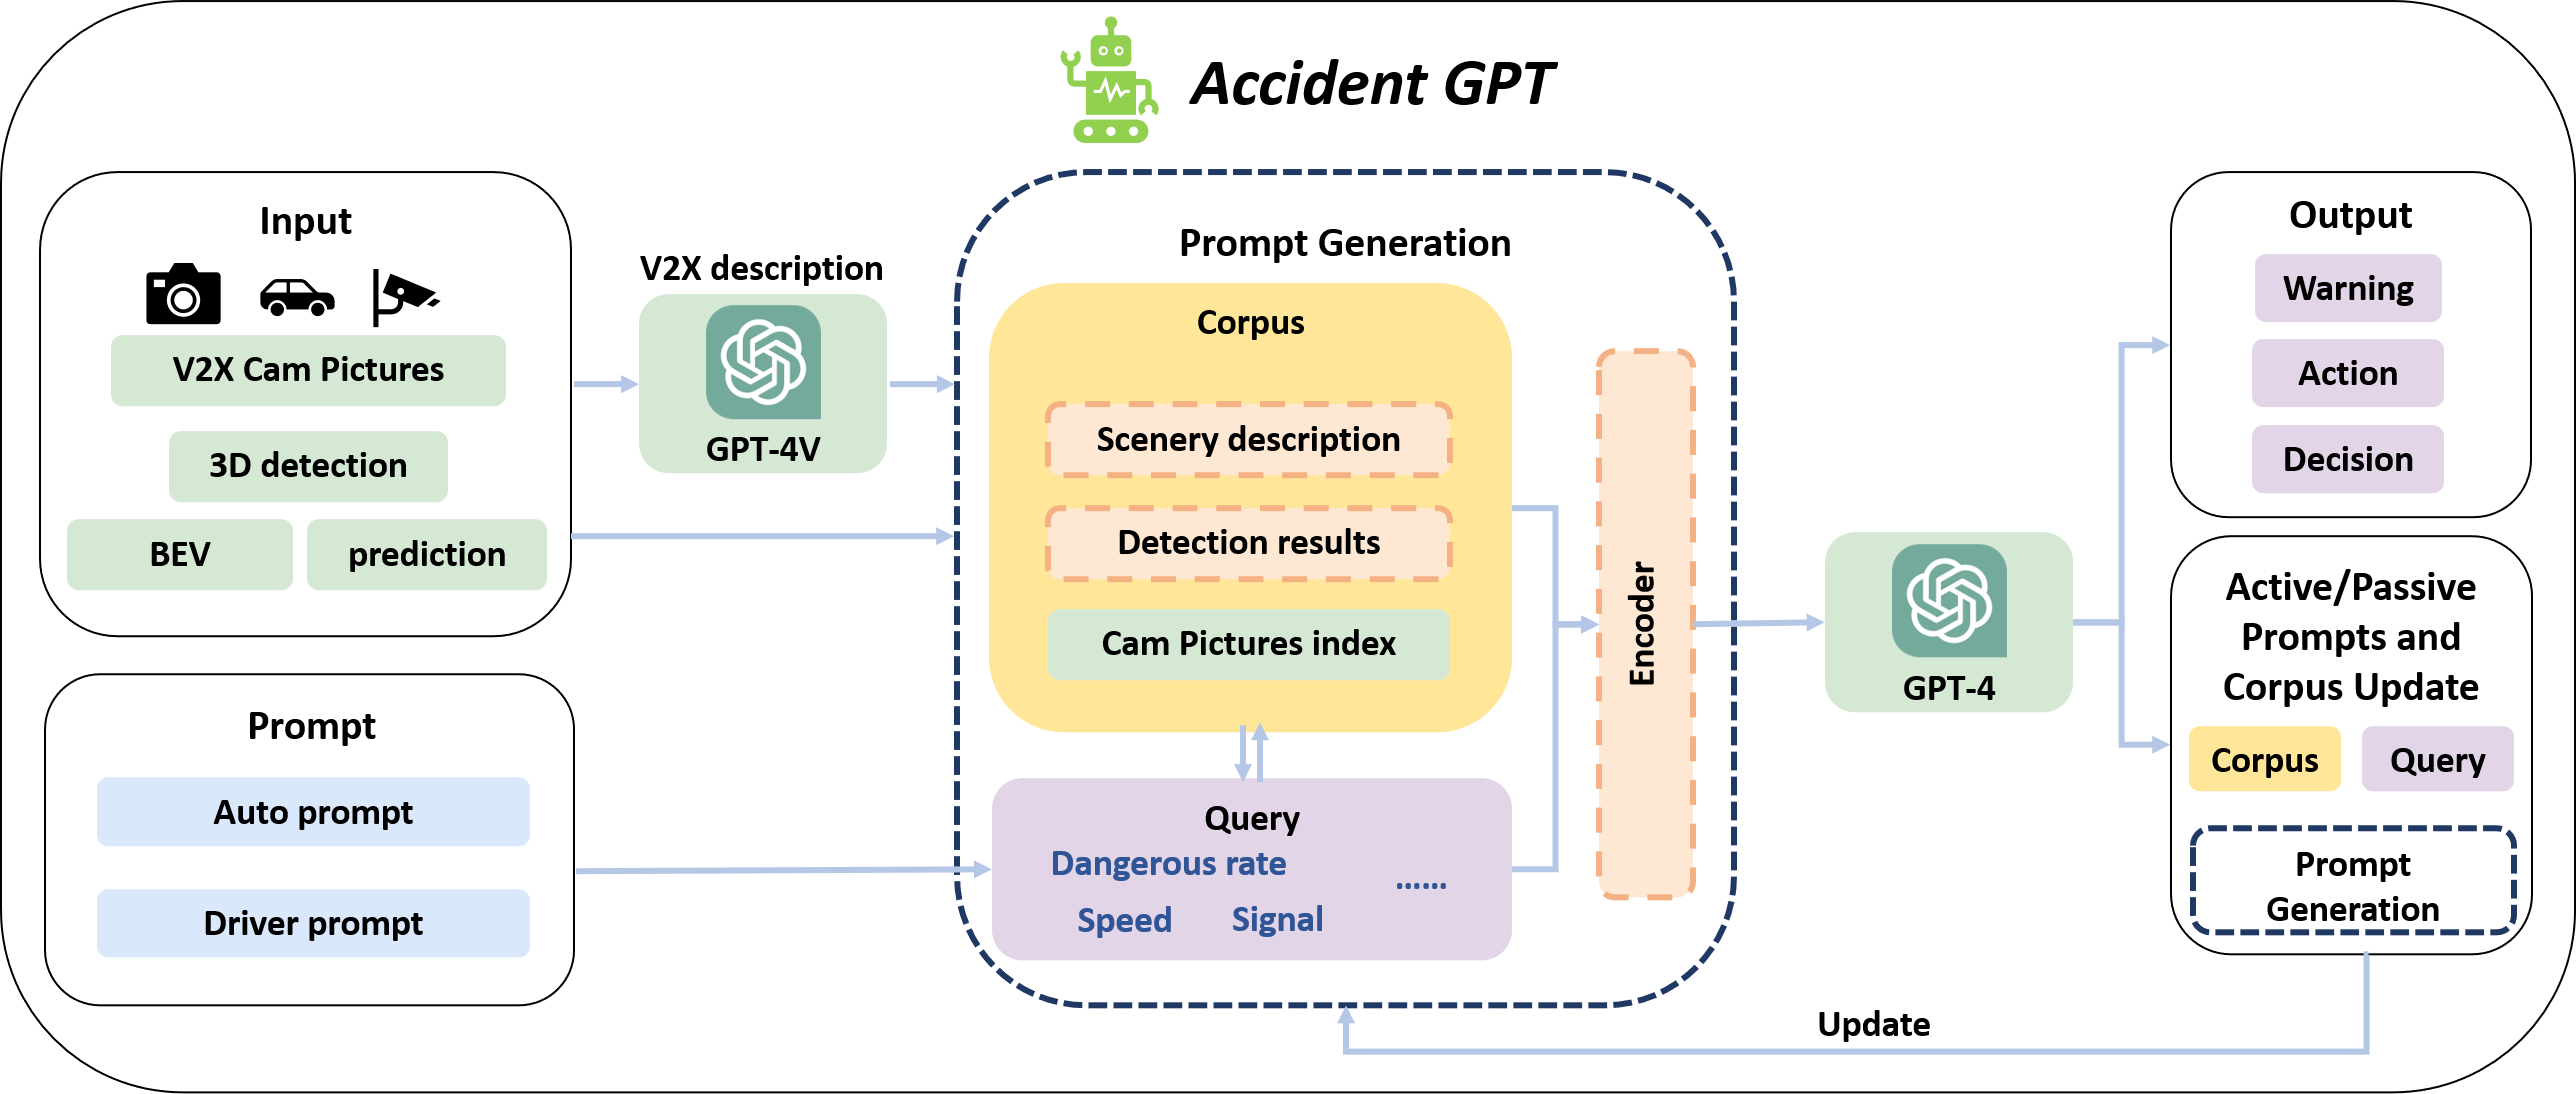 Accident GPT
Input
V2X Cam Pictures
3D detection
BEV
prediction
Prompt
Auto prompt
Driver prompt
V2X description
GPT-4V
Prompt Generation
Corpus
Scenery description
Detection results
Cam Pictures index
Query
Dangerous rate
......
Speed
Signal
Encoder
GPT-4
Output
Warning
Action
Decision
Active/Passive
Prompts and
Corpus Update
Corpus
Query
Prompt
Generation
Update